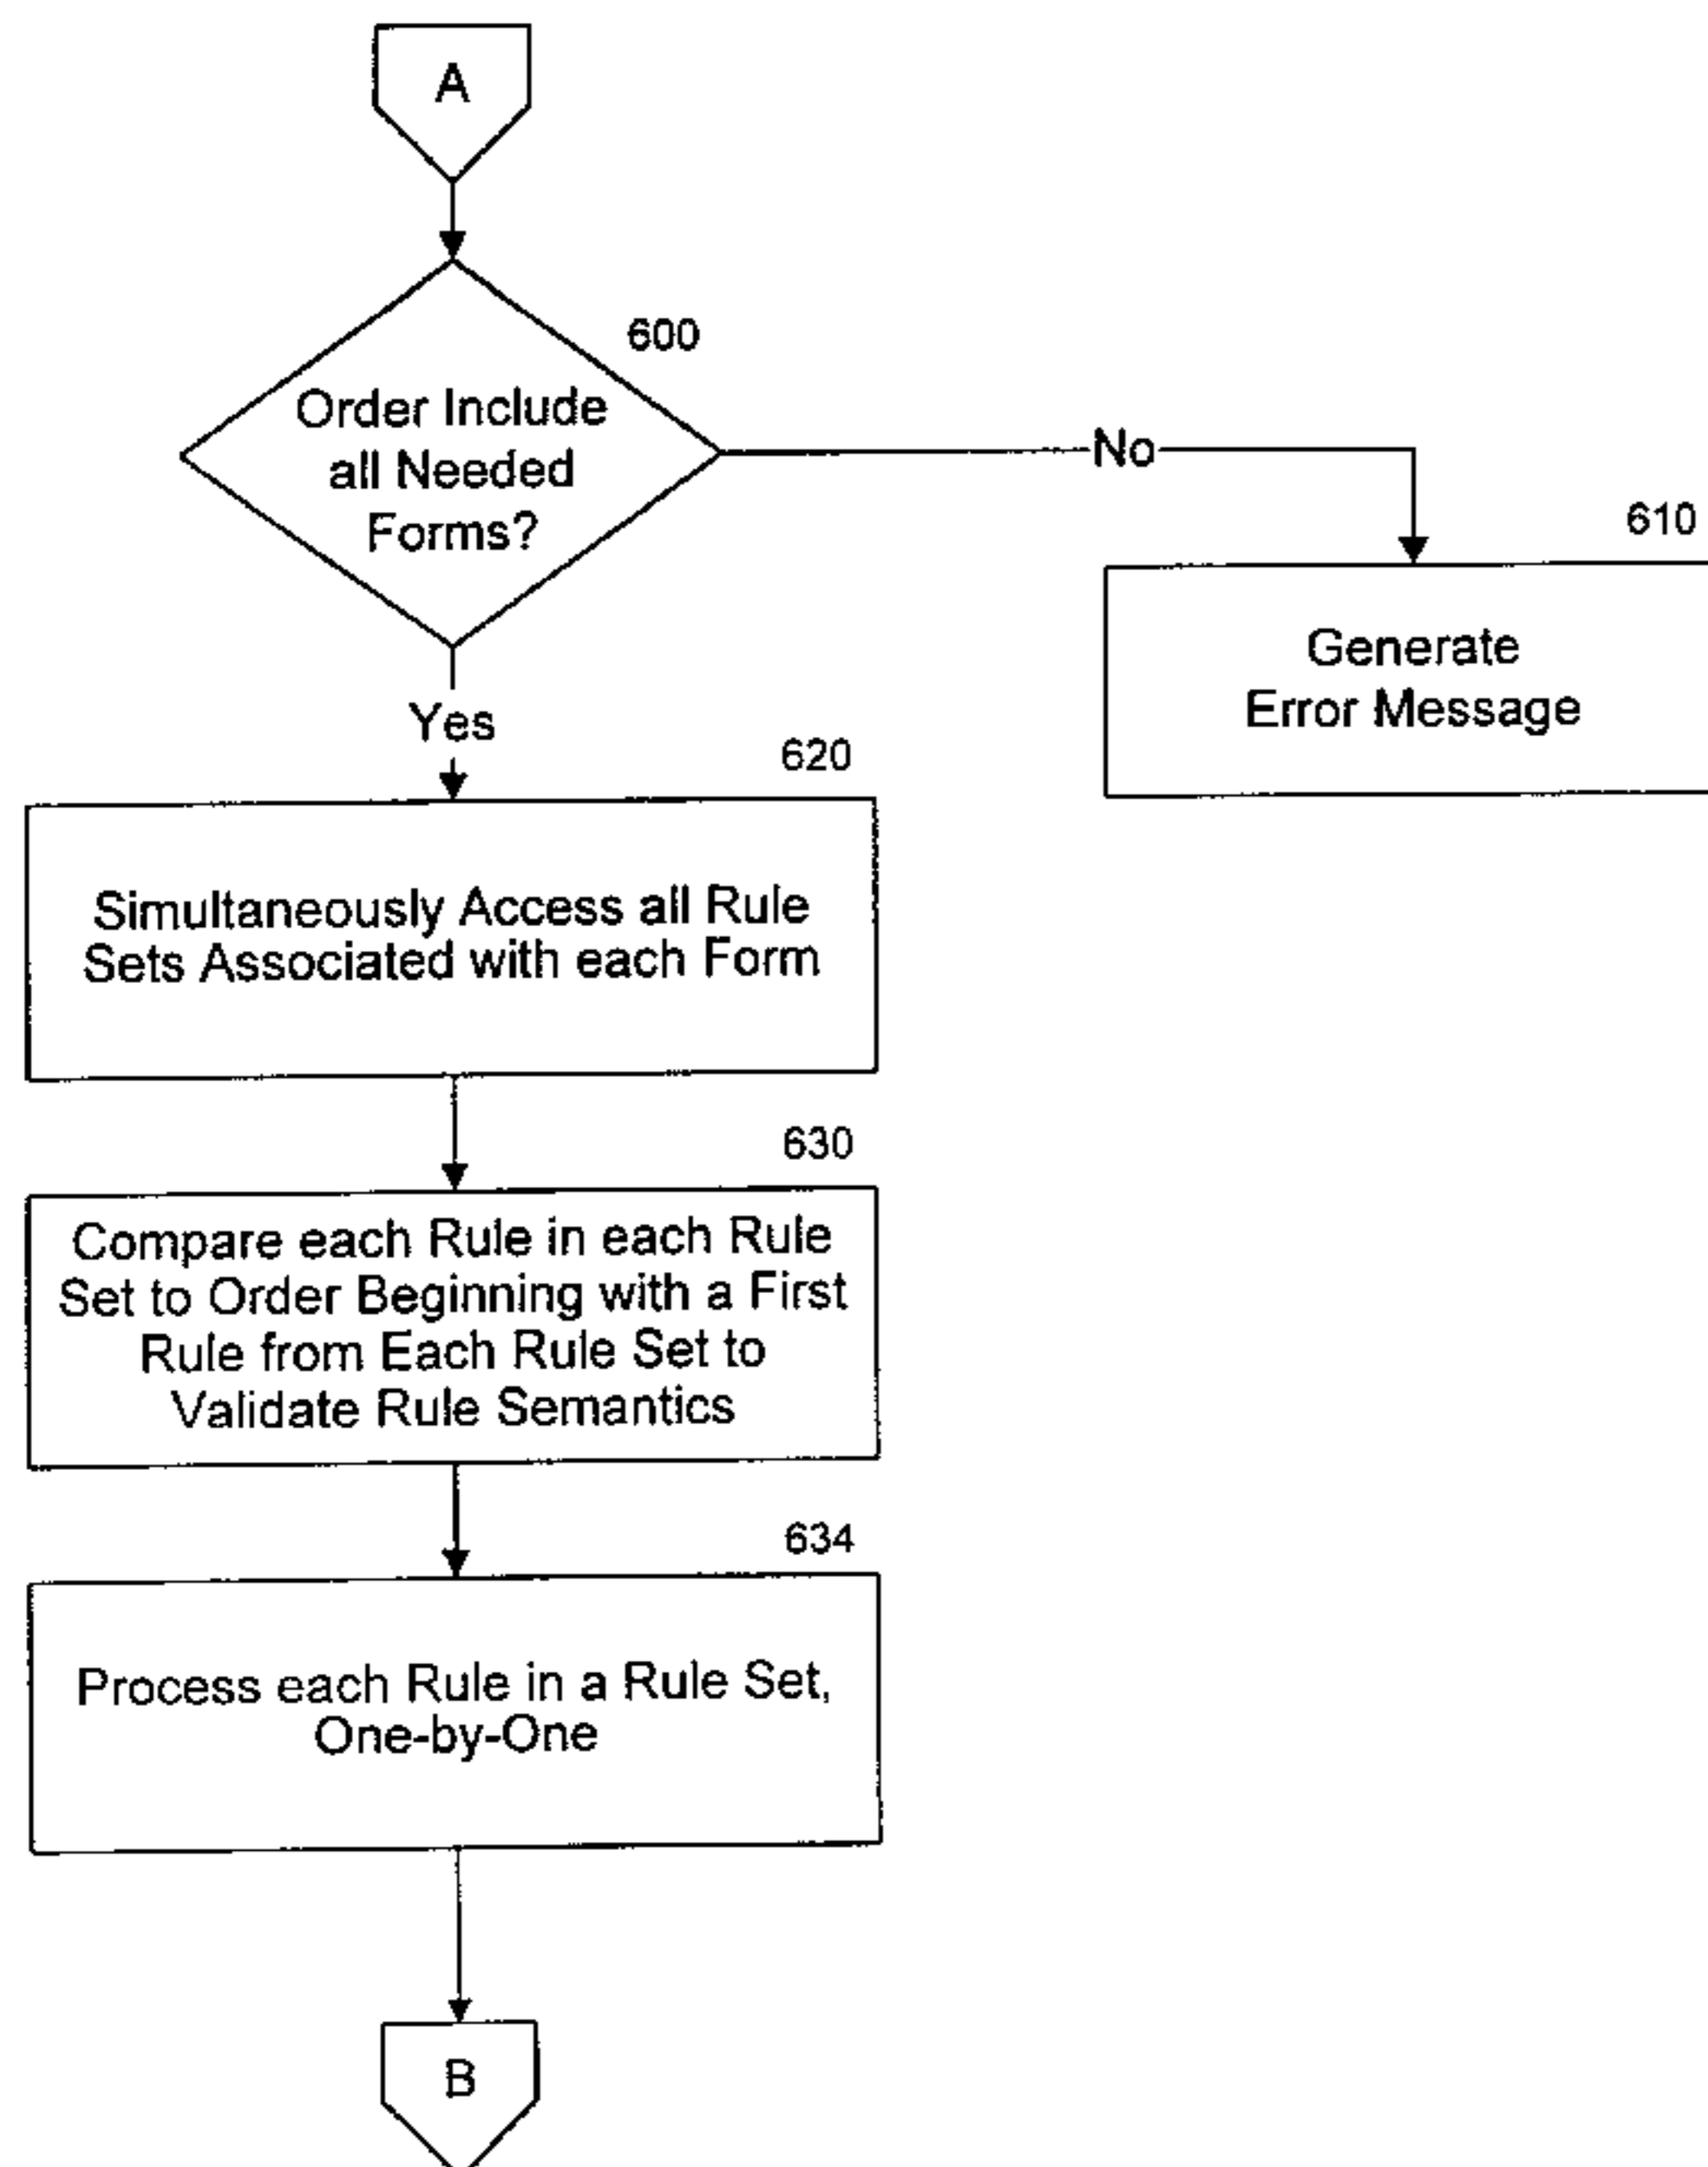 A
600
Order Include
all Needed
Forms?
No
610
Generate
Error Message
Yes
620
Simultaneously Access all Rule
Sets Associated with each Form
630
Compare each Rule in each Rule
Set to Order Beginning with a First
Rule from Each Rule Set to
Validate Rule Semantics
634
Process each Rule in a Rule Set,
One-by-One
B